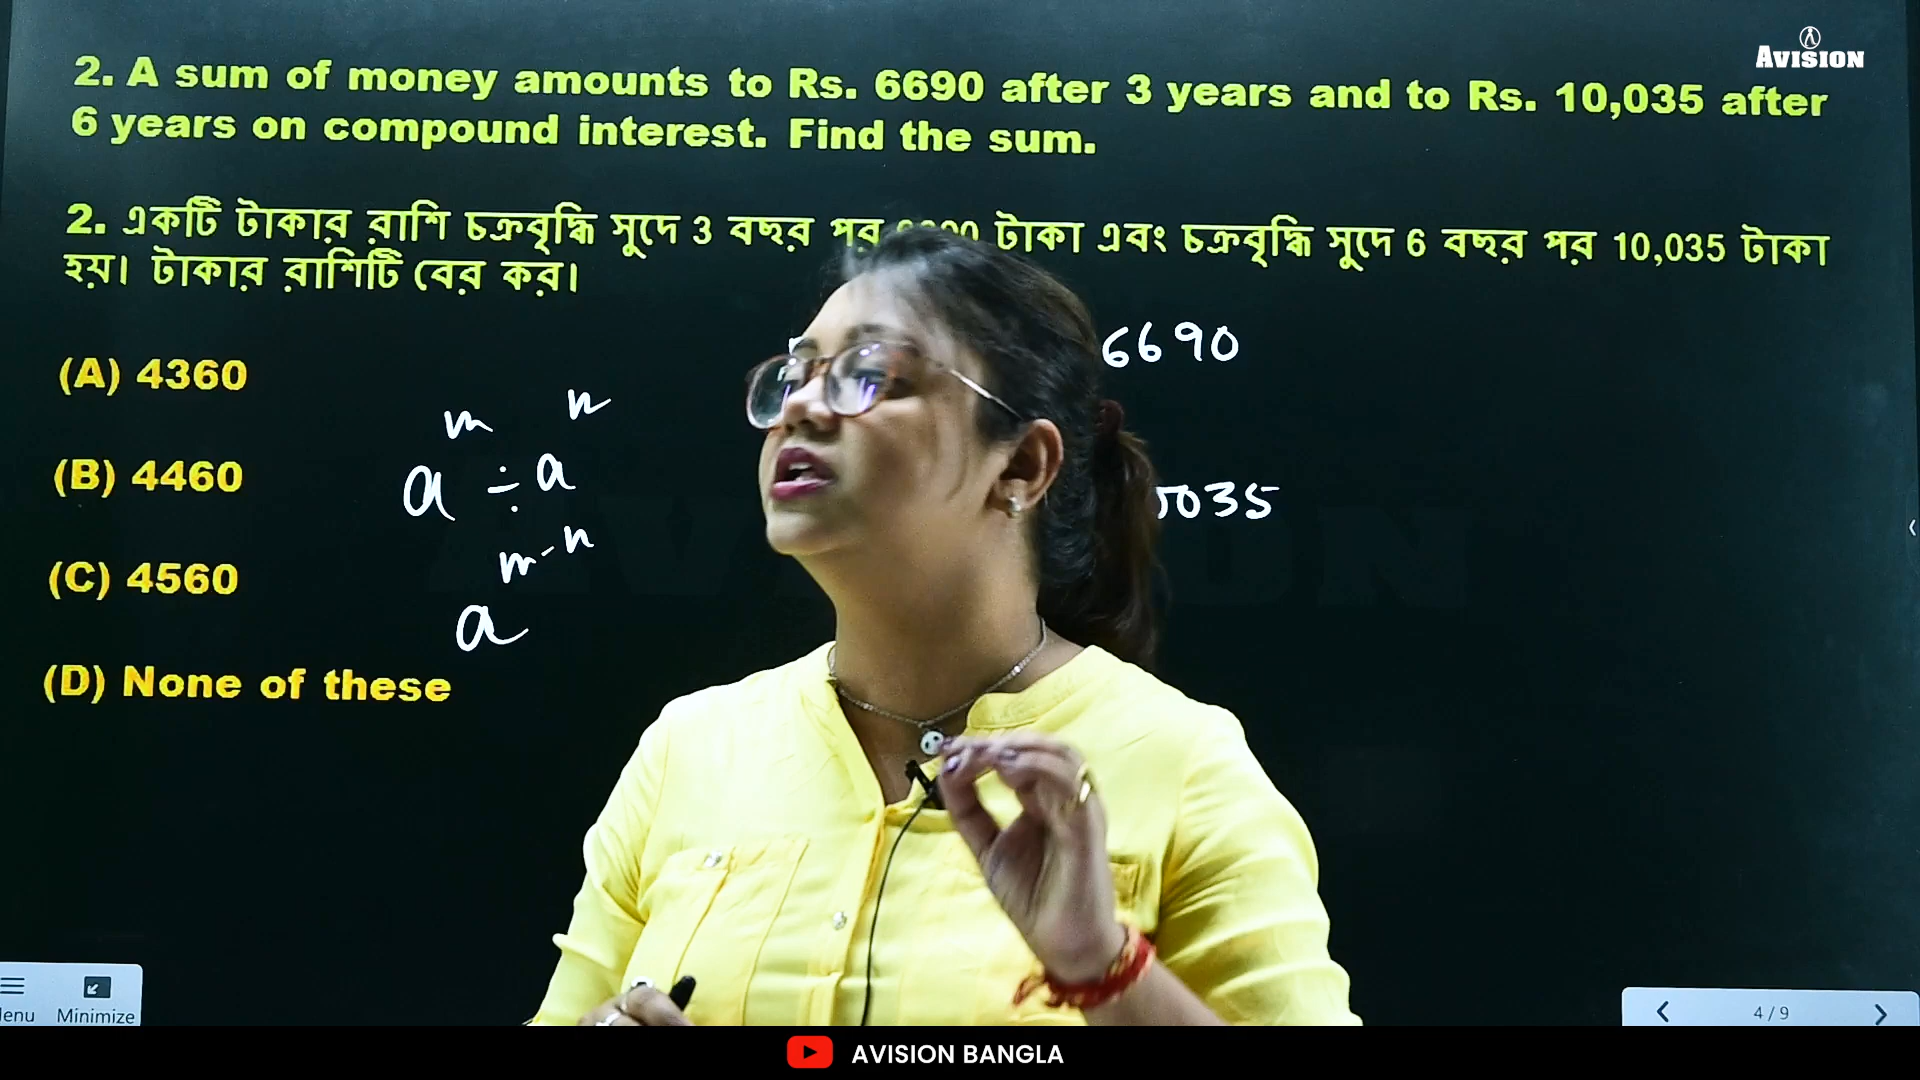 AVISION
2. A sum of money amounts to Rs. 6690 after 3 years and to Rs. 10,035 after
6 years on compound interest. Find the sum.
2. একটি টাকার রাশি চক্রবৃদ্ধি সুদে 3 বছর পর টাকা এবং চক্রবৃদ্ধি সুদে 6 বছর পর 10,035 টাকা
হয়। টাকার রাশিটি বের কর।
6690
(A) 4360
m n
a ÷ a
(B) 4460
0035
m-n
a
(C) 4560
(D) None of these
enu Minimize
4/9
AVISION BANGLA